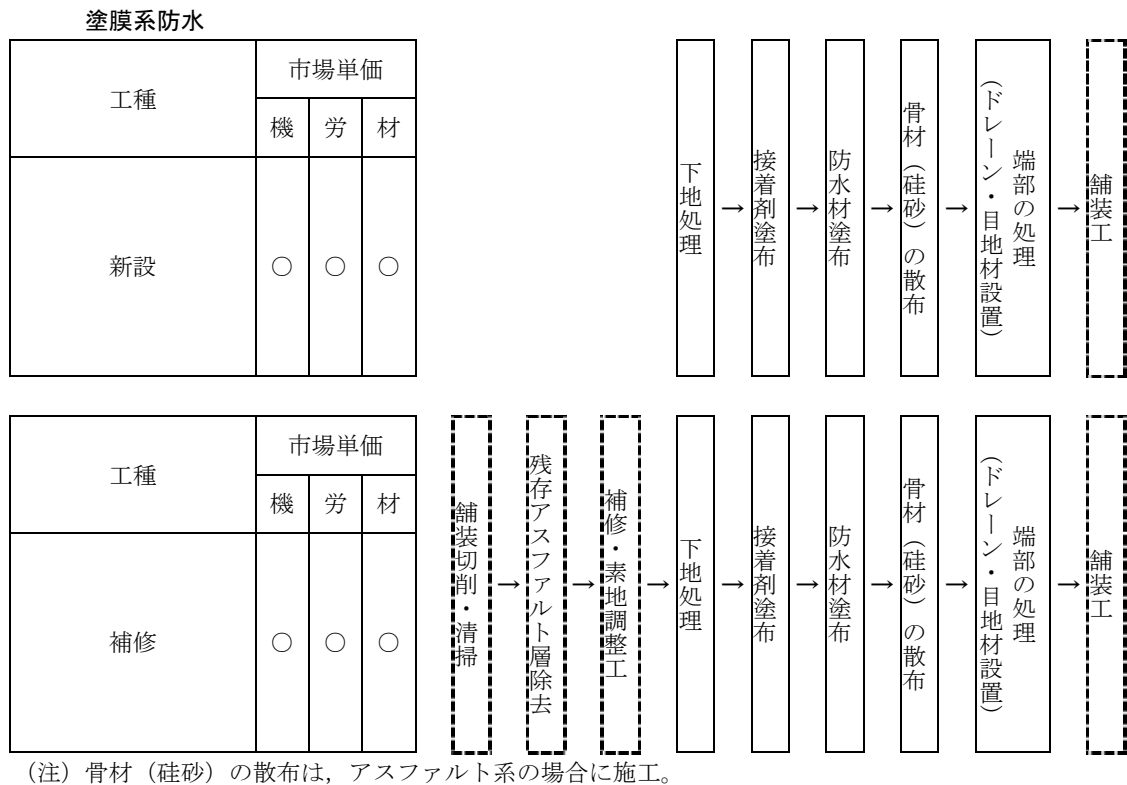 塗膜系防水
工種
市場単価
機 労 材
新設
○ ○ ○
下地処理
→
接着剤塗布
→
防水材塗布
→
骨材（硅砂）の散布
→
端部の処理
（ドレーン・目地材設置）
→
舗装工
工種
市場単価
機 労 材
補修
○ ○ ○
舗装切削・清掃
→
残存アスファルト層除去
→
補修・素地調整工
→
下地処理
→
接着剤塗布
→
防水材塗布
→
骨材（硅砂）の散布
→
端部の処理
（ドレーン・目地材設置）
→
舗装工
（注）骨材（硅砂）の散布は，アスファルト系の場合に施工。